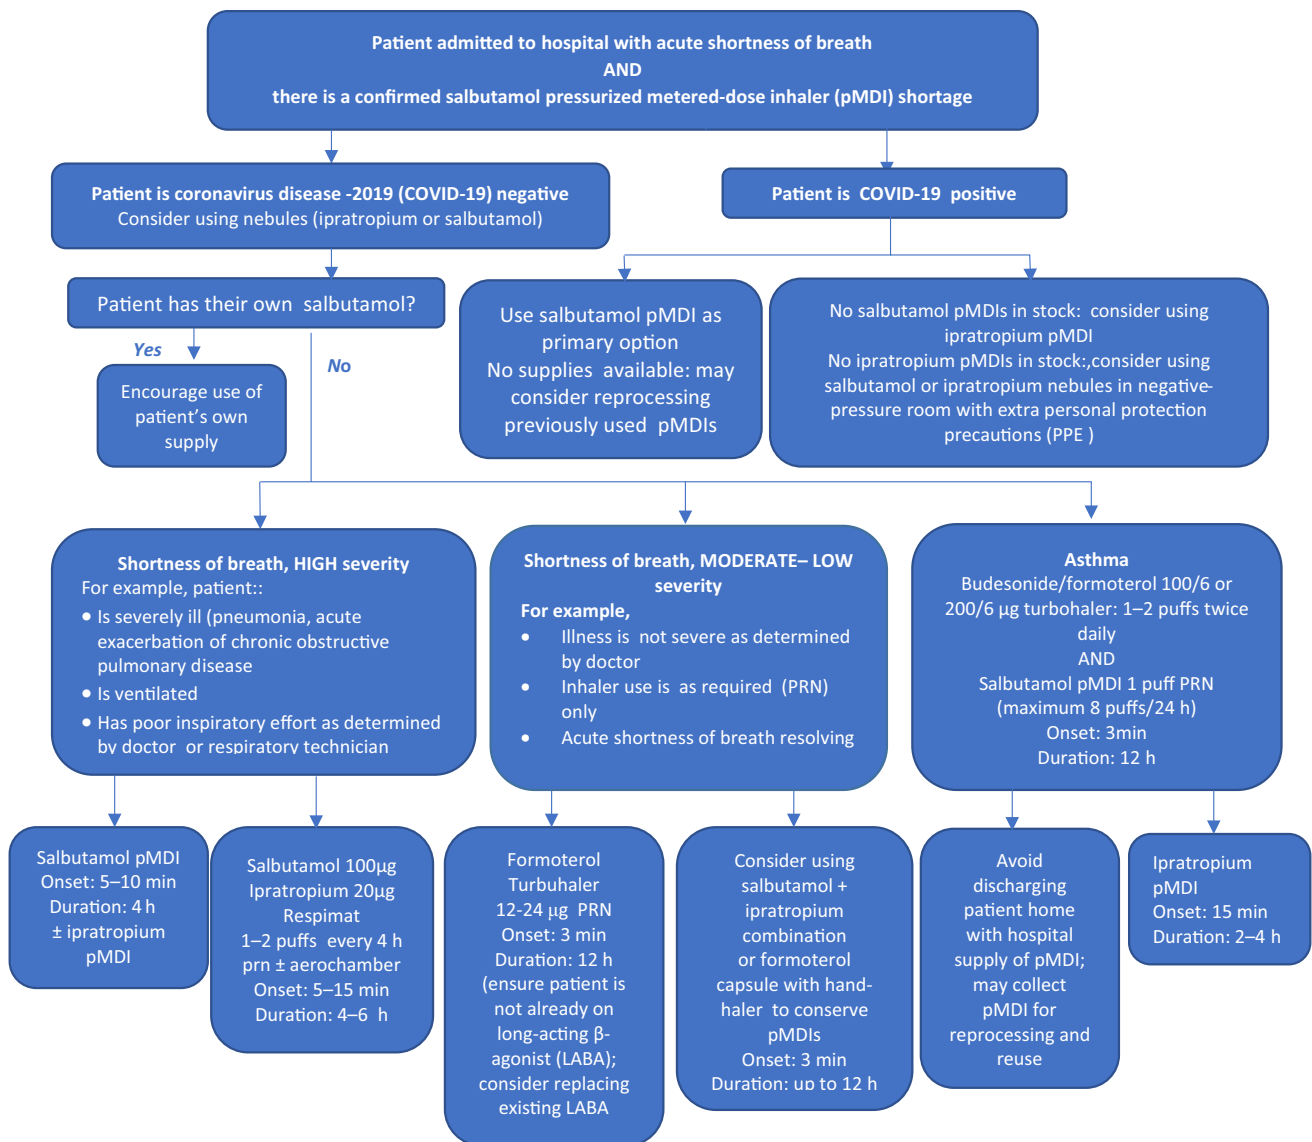 Patient admitted to hospital with acute shortness of breath
AND
there is a confirmed salbutamol pressurized metered-dose inhaler (pMDI) shortage
Patient is coronavirus disease -2019 (COVID-19) negative
Consider using nebules (ipratropium or salbutamol)
Patient is COVID-19 positive
Patient has their own salbutamol?
Yes
No
Encourage use of
patient's own
supply
Use salbutamol pMDI as
primary option
No supplies available: may
consider reprocessing
previously used pMDIs
No salbutamol pMDIs in stock: consider using
ipratropium pMDI
No ipratropium pMDIs in stock:,consider using
salbutamol or ipratropium nebules in negative-
pressure room with extra personal protection
precautions (PPE )
Shortness of breath, HIGH severity
For example, patient::
• Is severely ill (pneumonia, acute
exacerbation of chronic obstructive
pulmonary disease
• Is ventilated
• Has poor inspiratory effort as determined
by doctor or respiratory technician
Shortness of breath, MODERATE– LOW
severity
For example,
• Illness is not severe as determined
by doctor
• Inhaler use is as required (PRN)
only
• Acute shortness of breath resolving
Asthma
Budesonide/formoterol 100/6 or
200/6 µg turbohaler: 1–2 puffs twice
daily
AND
Salbutamol pMDI 1 puff PRN
(maximum 8 puffs/24 h)
Onset: 3min
Duration: 12 h
Salbutamol pMDI
Onset: 5–10 min
Duration: 4 h
± ipratropium
pMDI
Salbutamol 100µg
Ipratropium 20µg
Respimat
1–2 puffs every 4 h
prn ± aerochamber
Onset: 5–15 min
Duration: 4–6 h
Formoterol
Turbuhaler
12-24 µg PRN
Onset: 3 min
Duration: 12 h
(ensure patient is
not already on
long-acting β-
agonist (LABA);
consider replacing
existing LABA
Consider using
salbutamol +
ipratropium
combination
or formoterol
capsule with hand-
haler to conserve
pMDIs
Onset: 3 min
Duration: up to 12 h
Avoid
discharging
patient home
with hospital
supply of pMDI;
may collect
pMDI for
reprocessing and
reuse
Ipratropium
pMDI
Onset: 15 min
Duration: 2–4 h